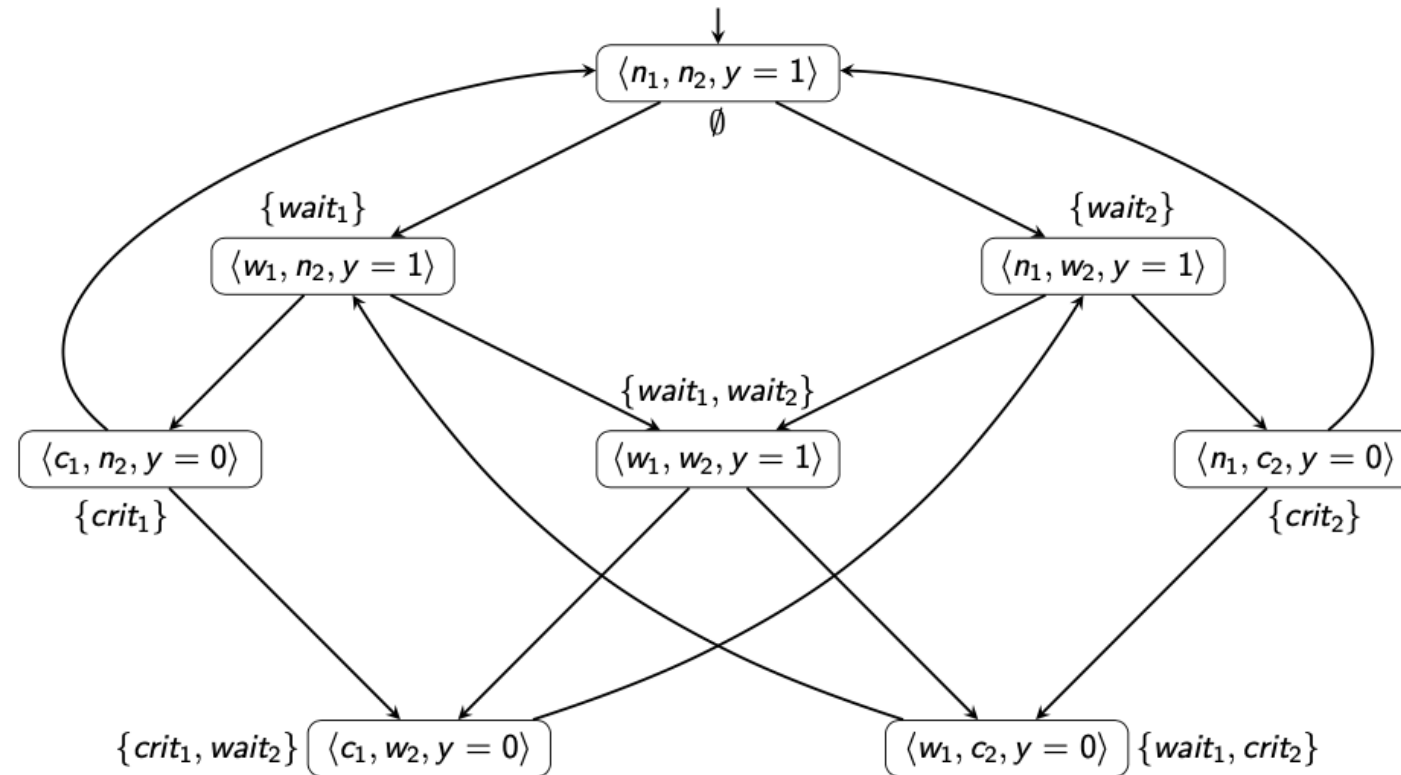 ⟨n₁, n₂, y = 1⟩
∅
{wait₁}
{wait₂}
⟨w₁, n₂, y = 1⟩
⟨n₁, w₂, y = 1⟩
{wait₁, wait₂}
⟨c₁, n₂, y = 0⟩
⟨w₁, w₂, y = 1⟩
⟨n₁, c₂, y = 0⟩
{crit₁}
{crit₂}
{crit₁, wait₂}
⟨c₁, w₂, y = 0⟩
⟨w₁, c₂, y = 0⟩
{wait₁, crit₂}